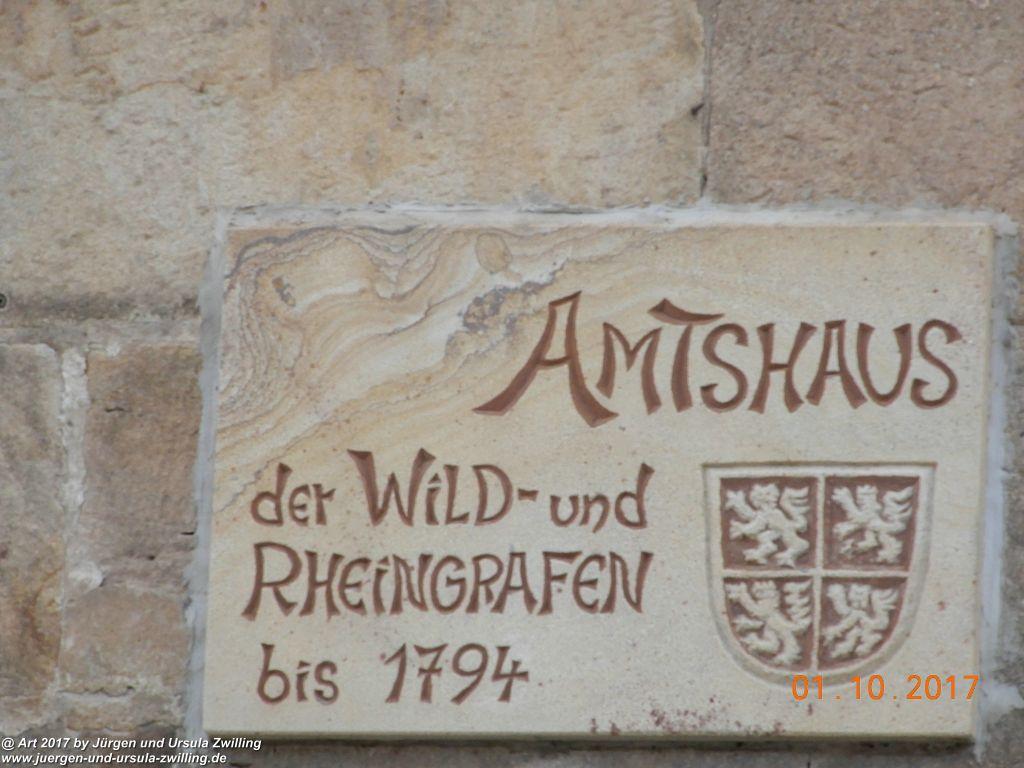 AMTSHAUS
der WILD-und
RHEINGRAFEN
bis 1794
01.10.2017
@ Art 2017 by Jürgen und Ursula Zwilling
www.juergen-und-ursula-zwilling.de